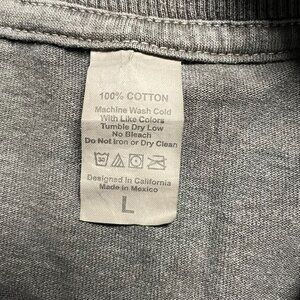 100% COTTON
Machine Wash Cold
With Like Colors
Tumble Dry Low
No Bleach
Do Not Iron or Dry Clean
Designed in California
Made in Mexico
L